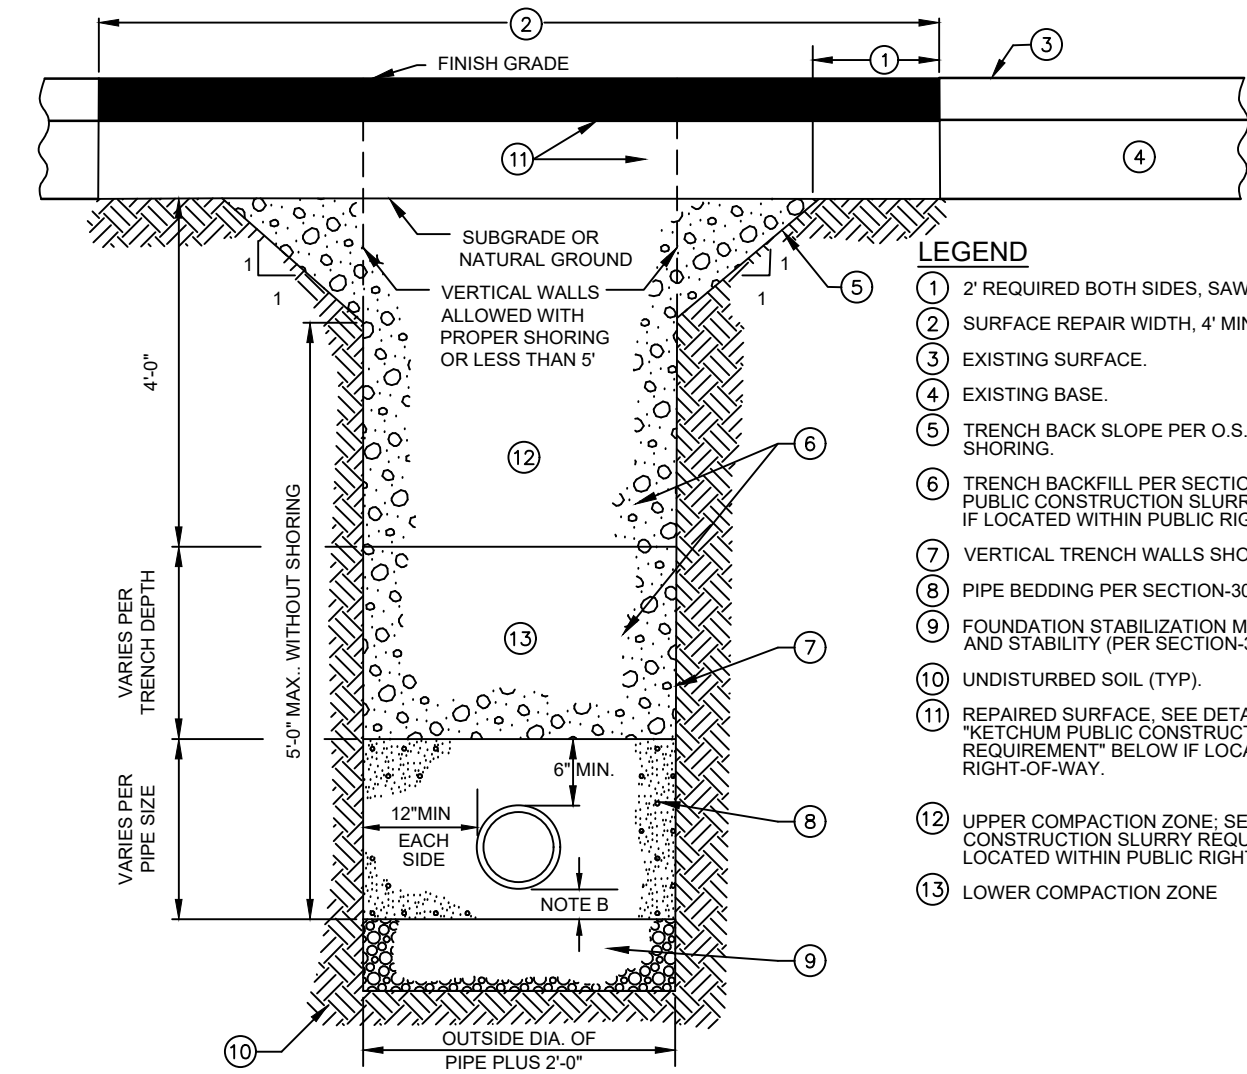 2
FINISH GRADE
1
3
11
4
SUBGRADE OR
NATURAL GROUND
1
1
1
1
VERTICAL WALLS
ALLOWED WITH
PROPER SHORING
OR LESS THAN 5'
5
4'-0"
12
6
5'-0" MAX. WITHOUT SHORING
VARIES PER
TRENCH DEPTH
13
7
VARIES PER
PIPE SIZE
6" MIN.
12"MIN
EACH
SIDE
8
NOTE B
9
10
OUTSIDE DIA. OF
PIPE PLUS 2'-0"
LEGEND
1 2' REQUIRED BOTH SIDES, SAW
2 SURFACE REPAIR WIDTH, 4' MIN
3 EXISTING SURFACE.
4 EXISTING BASE.
5 TRENCH BACK SLOPE PER O.S.
SHORING.
6 TRENCH BACKFILL PER SECTIO
PUBLIC CONSTRUCTION SLURR
IF LOCATED WITHIN PUBLIC RIG
7 VERTICAL TRENCH WALLS SHO
8 PIPE BEDDING PER SECTION-30
9 FOUNDATION STABILIZATION M
AND STABILITY (PER SECTION-3
10 UNDISTURBED SOIL (TYP).
11 REPAIRED SURFACE, SEE DETA
"KETCHUM PUBLIC CONSTRUCT
REQUIREMENT" BELOW IF LOCA
RIGHT-OF-WAY.
12 UPPER COMPACTION ZONE; SE
CONSTRUCTION SLURRY REQU
LOCATED WITHIN PUBLIC RIGH
13 LOWER COMPACTION ZONE